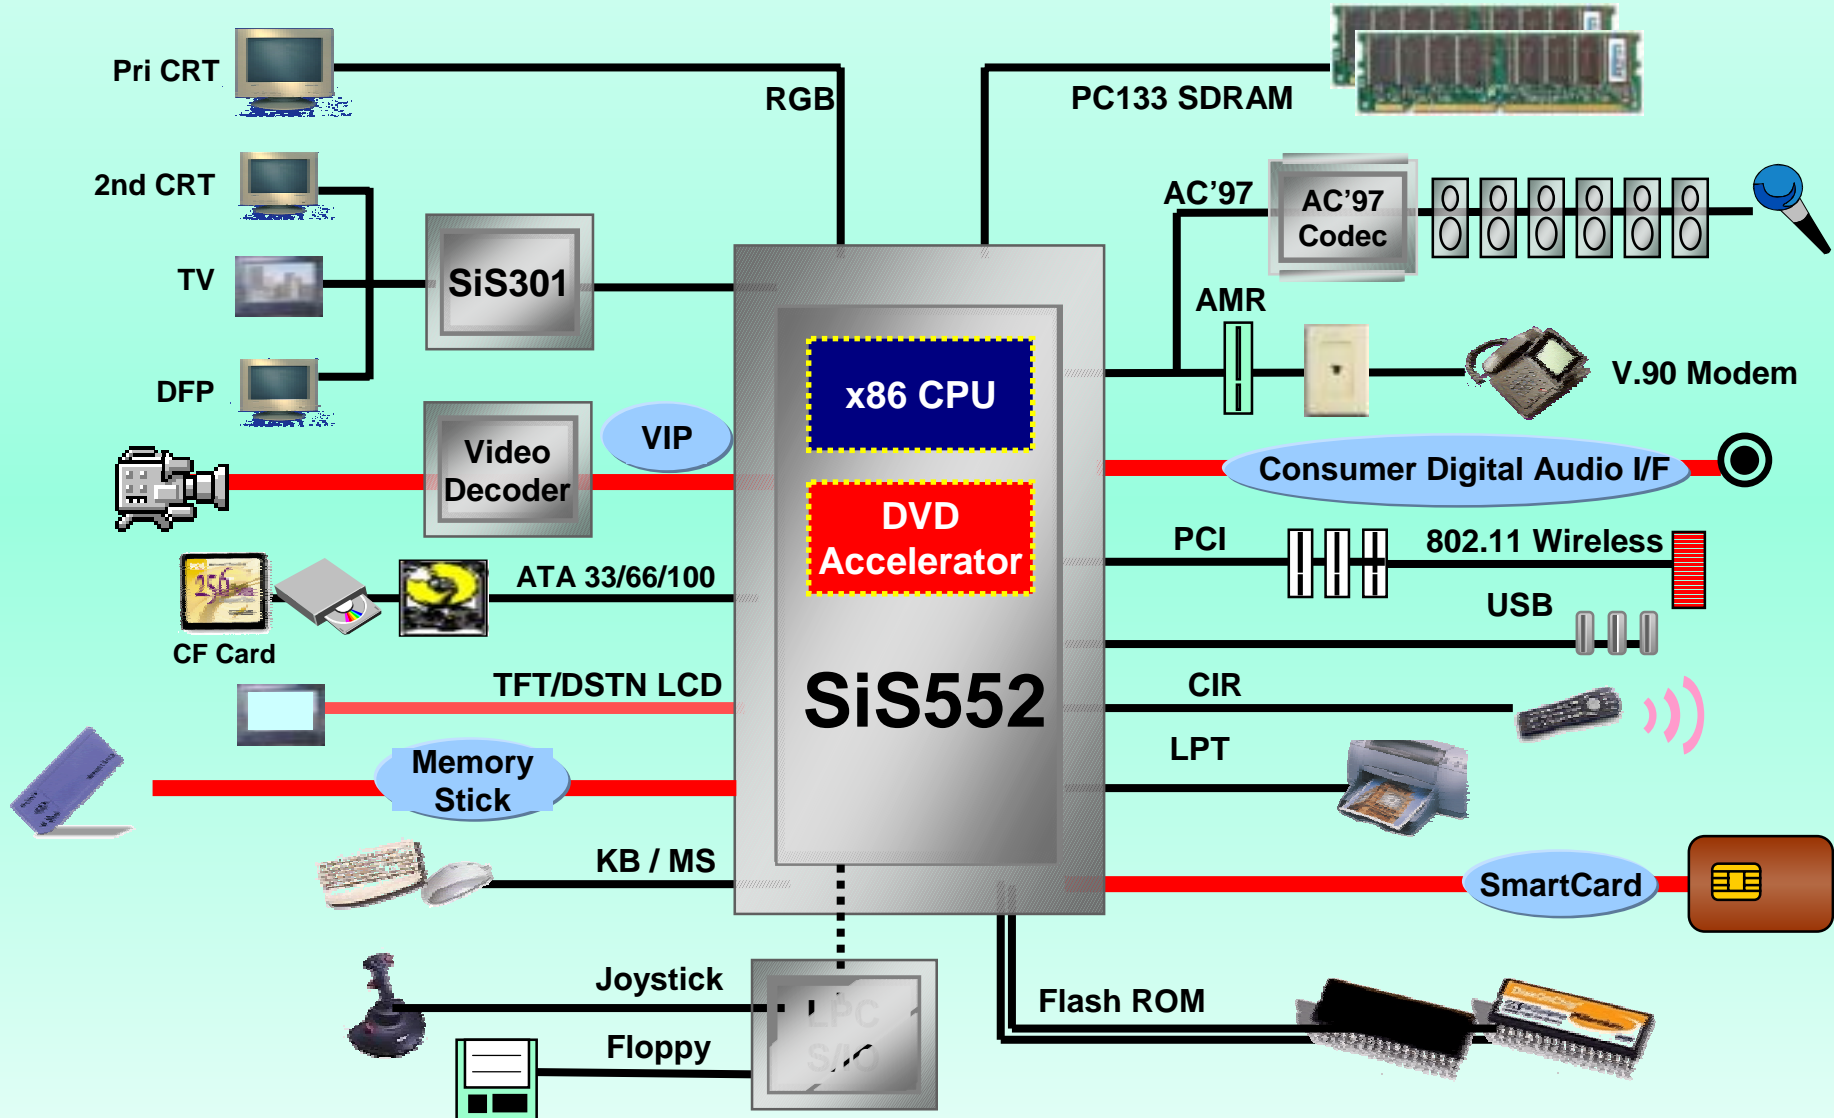 Pri CRT
RGB
PC133 SDRAM
2nd CRT
AC’97
AC’97
Codec
TV
SiS301
AMR
DFP
x86 CPU
V.90 Modem
VIP
Video
Decoder
Consumer Digital Audio I/F
DVD
Accelerator
PCI
802.11 Wireless
ATA 33/66/100
256
USB
CF Card
TFT/DSTN LCD
SiS552
CIR
Memory
Stick
LPT
KB / MS
SmartCard
Joystick
LPC
S/IO
Flash ROM
Floppy